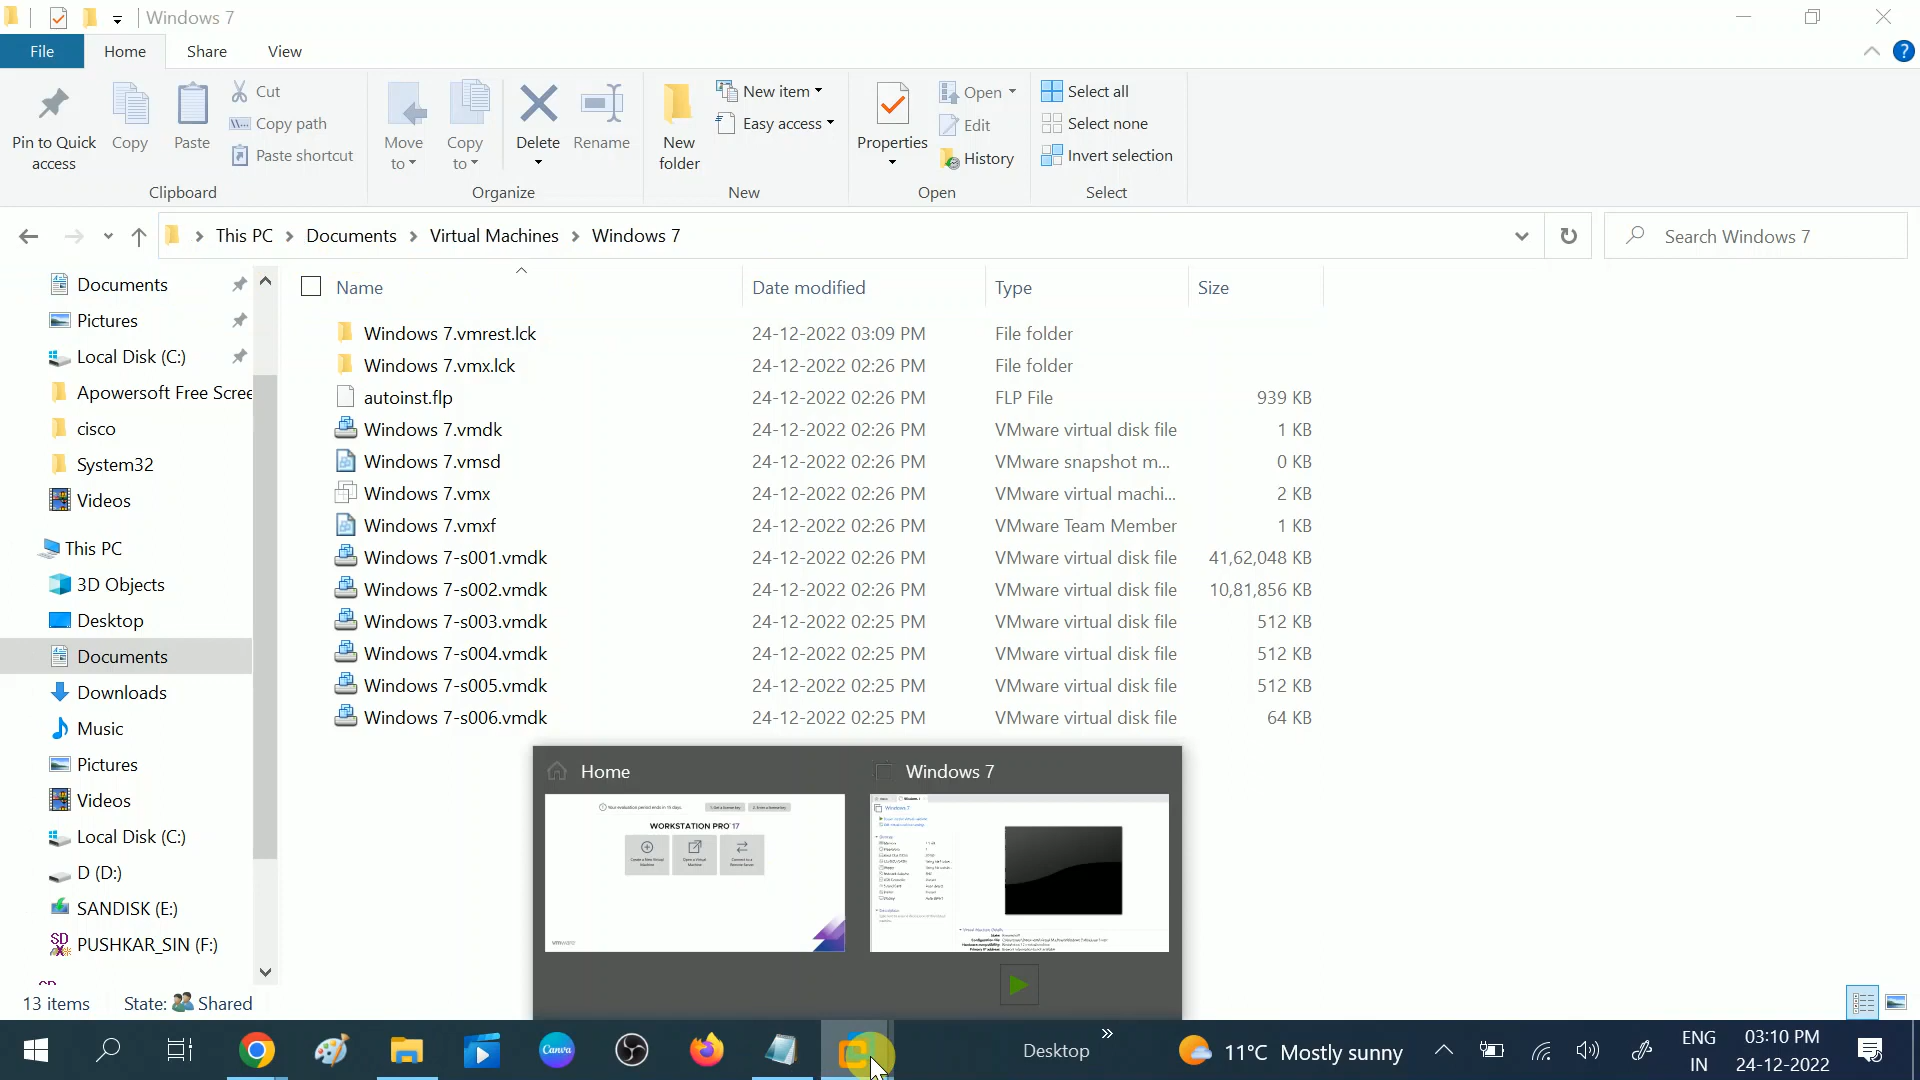 Windows 7
File
Home
Share
View
Pin to Quick access
Copy
Paste
Cut
Copy path
Paste shortcut
Clipboard
Move to
Copy to
Delete
Rename
Organize
New folder
New item
Easy access
New
Properties
Open
Edit
History
Open
Select all
Select none
Invert selection
Select
This PC
Documents
Virtual Machines
Windows 7
Search Windows 7
Documents
Pictures
Local Disk (C:)
Apowersoft Free Scree
cisco
System32
Videos
This PC
3D Objects
Desktop
Documents
Downloads
Music
Pictures
Videos
Local Disk (C:)
D (D:)
SANDISK (E:)
PUSHKAR_SIN (F:)
Name Date modified Type Size
Windows 7.vmrest.lck 24-12-2022 03:09 PM File folder
Windows 7.vmx.lck 24-12-2022 02:26 PM File folder
autoinst.flp 24-12-2022 02:26 PM FLP File 939 KB
Windows 7.vmdk 24-12-2022 02:26 PM VMware virtual disk file 1 KB
Windows 7.vmsd 24-12-2022 02:26 PM VMware snapshot m... 0 KB
Windows 7.vmx 24-12-2022 02:26 PM VMware virtual machi... 2 KB
Windows 7.vmxf 24-12-2022 02:26 PM VMware Team Member 1 KB
Windows 7-s001.vmdk 24-12-2022 02:26 PM VMware virtual disk file 41,62,048 KB
Windows 7-s002.vmdk 24-12-2022 02:26 PM VMware virtual disk file 10,81,856 KB
Windows 7-s003.vmdk 24-12-2022 02:25 PM VMware virtual disk file 512 KB
Windows 7-s004.vmdk 24-12-2022 02:25 PM VMware virtual disk file 512 KB
Windows 7-s005.vmdk 24-12-2022 02:25 PM VMware virtual disk file 512 KB
Windows 7-s006.vmdk 24-12-2022 02:25 PM VMware virtual disk file 64 KB
Home
WORKSTATION PRO 17
Create a New Virtual Machine
Open a Virtual Machine
Connect to a Remote Server
vmware
Windows 7
Windows 7
13 items State: Shared
Canva
Desktop
11°C Mostly sunny
ENG
IN
03:10 PM
24-12-2022